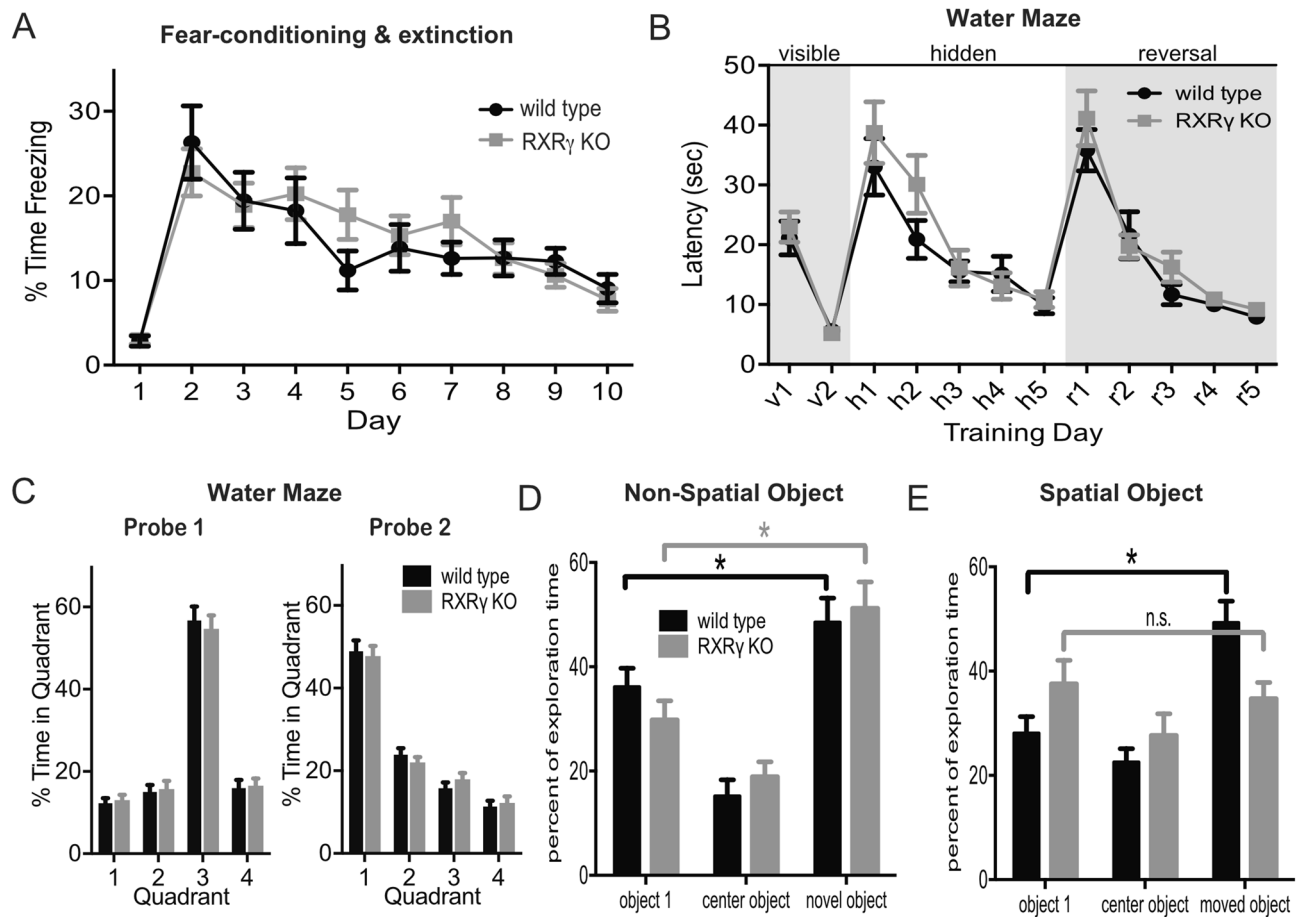 A
Fear-conditioning & extinction
% Time Freezing
30
20
10
0
wild type
RXRγ KO
1 2 3 4 5 6 7 8 9 10
Day
B
Water Maze
visible hidden reversal
Latency (sec)
50
40
30
20
10
0
wild type
RXRγ KO
v1 v2 h1 h2 h3 h4 h5 r1 r2 r3 r4 r5
Training Day
C
Water Maze
Probe 1
% Time in Quadrant
60
40
20
0
1 2 3 4
Quadrant
Probe 2
% Time in Quadrant
60
40
20
0
wild type
RXRγ KO
1 2 3 4
Quadrant
D
Non-Spatial Object
percent of exploration time
60
40
20
0
*
*
wild type
RXRγ KO
object 1 center object novel object
E
Spatial Object
percent of exploration time
60
40
20
0
*
n.s.
object 1 center object moved object